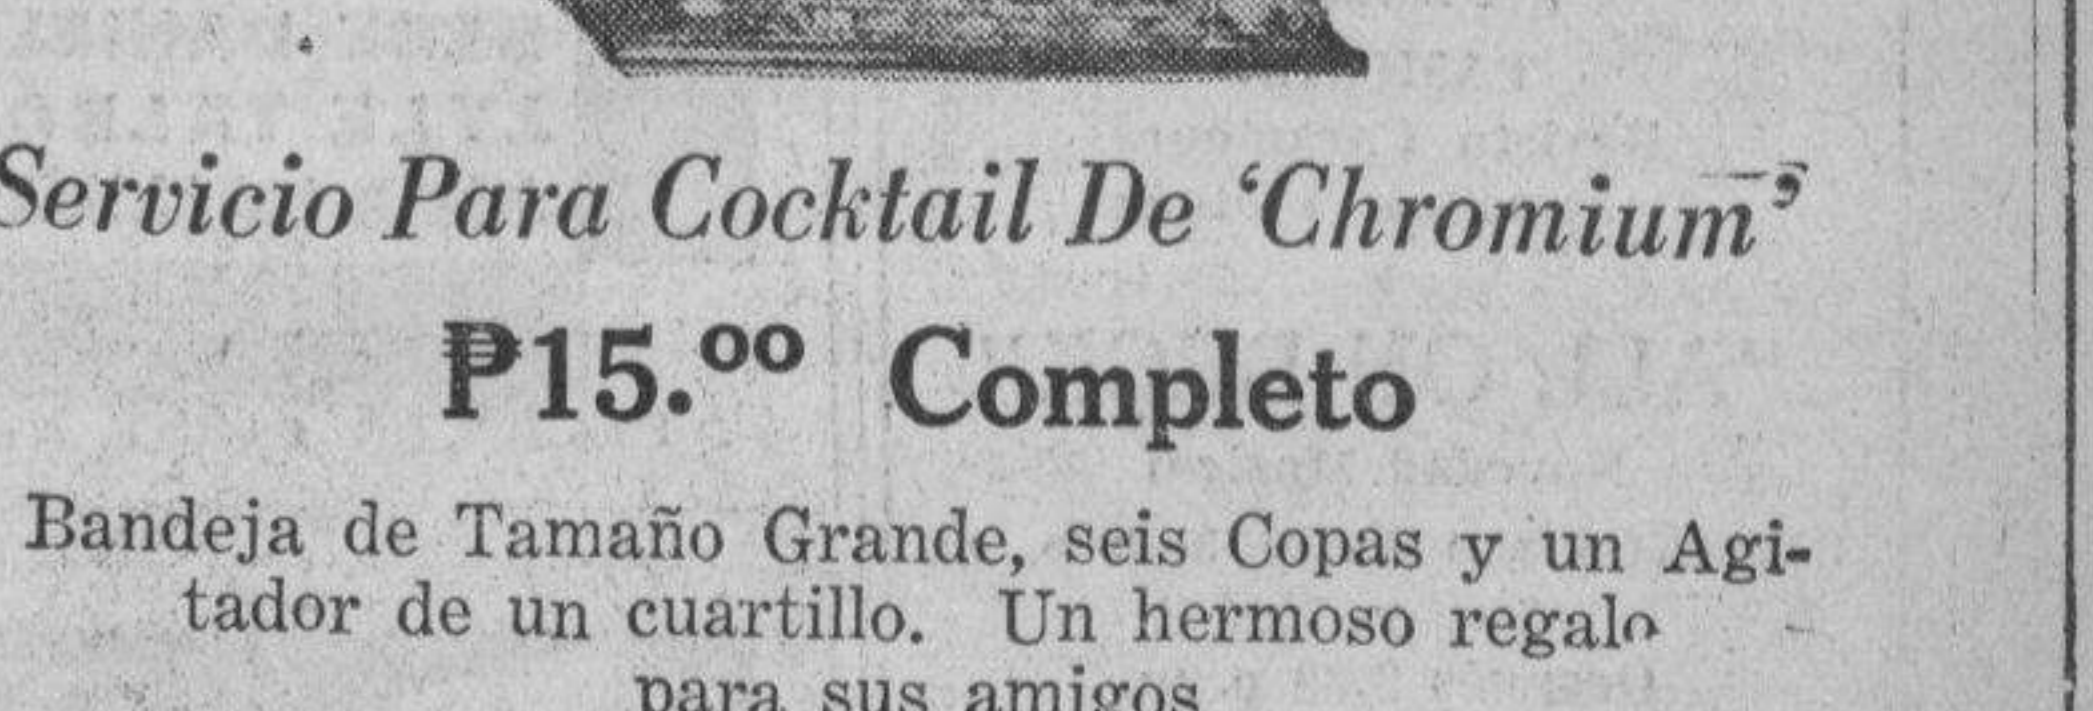 Servicio Para Cocktail De ‘Chromium’
₱15.⁰⁰ Completo
Bandeja de Tamaño Grande, seis Copas y un Agi-
tador de un cuartillo. Un hermoso regalo
para sus amigos